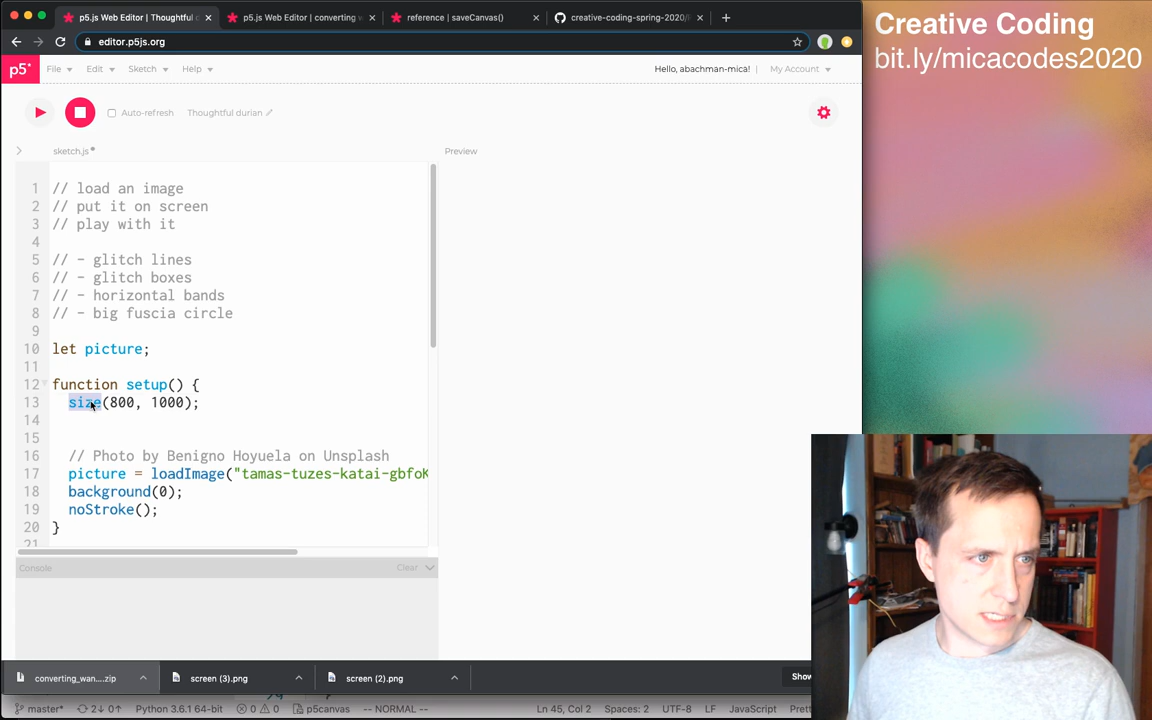 p5.js Web Editor | Thoughtful d
p5.js Web Editor | converting w
reference | saveCanvas()
creative-coding-spring-2020/
editor.p5js.org
p5*
File
Edit
Sketch
Help
Hello, abachman-mica!
My Account
Auto-refresh
Thoughtful durian
sketch.js
Preview
1 // load an image
2 // put it on screen
3 // play with it
4
5 // - glitch lines
6 // - glitch boxes
7 // - horizontal bands
8 // - big fuscia circle
9
10 let picture;
11
12 function setup() {
13 size(800, 1000);
14
15
16 // Photo by Benigno Hoyuela on Unsplash
17 picture = loadImage("tamas-tuzes-katai-gbfoK
18 background(0);
19 noStroke();
20 }
21
Console
Clear
converting_wan....zip
screen (3).png
screen (2).png
Show
master*
2↓ 0↑
Python 3.6.1 64-bit
0
0
p5canvas
-- NORMAL --
Ln 45, Col 2
Spaces: 2
UTF-8
LF
JavaScript
Prett
Creative Coding
bit.ly/micacodes2020